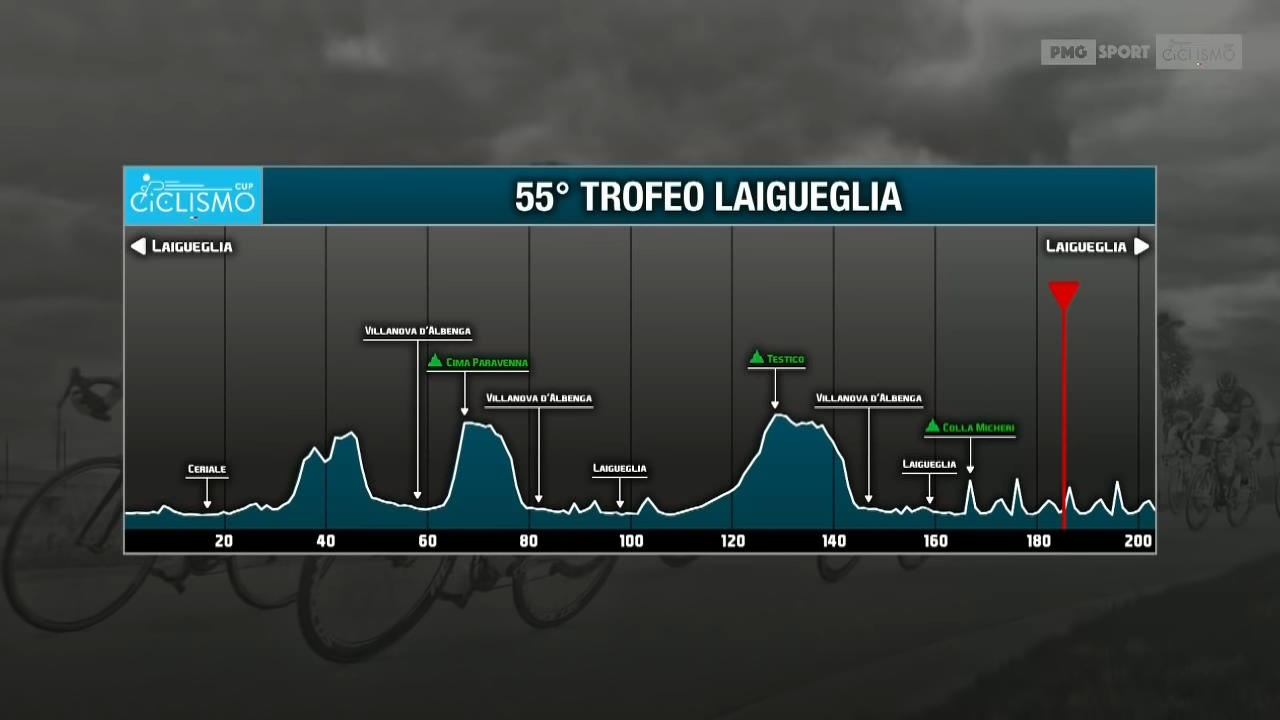 PMG SPORT CICLISMO
CICLISMO CUP
55° TROFEO LAIGUEGLIA
LAIGUEGLIA
LAIGUEGLIA
VILLANOVA D'ALBENGA
CIMA PARAVENNA
TESTICO
VILLANOVA D'ALBENGA
VILLANOVA D'ALBENGA
COLLA MICHERI
CERIALE
LAIGUEGLIA
LAIGUEGLIA
20 40 60 80 100 120 140 160 180 200